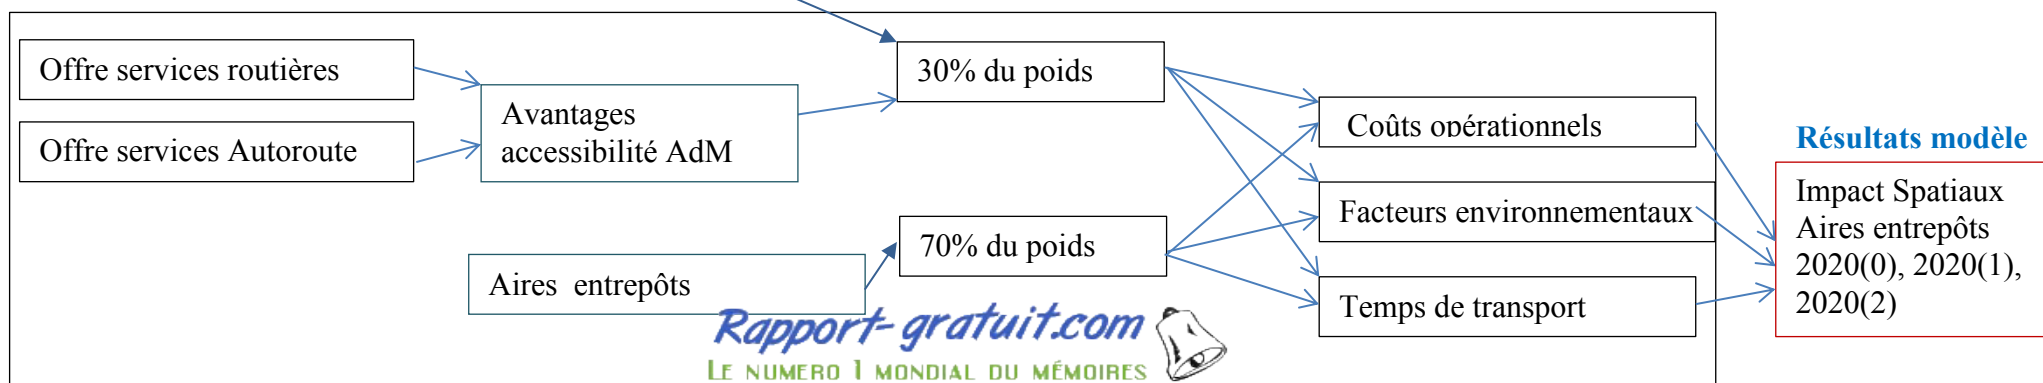 Offre services routières
Offre services Autoroute
Avantages
accessibilité AdM
Aires entrepôts
30% du poids
70% du poids
Coûts opérationnels
Facteurs environnementaux
Temps de transport
Résultats modèle
Impact Spatiaux
Aires entrepôts
2020(0), 2020(1),
2020(2)
Rapport-gratuit.com
LE NUMERO 1 MONDIAL DU MÉMOIRES